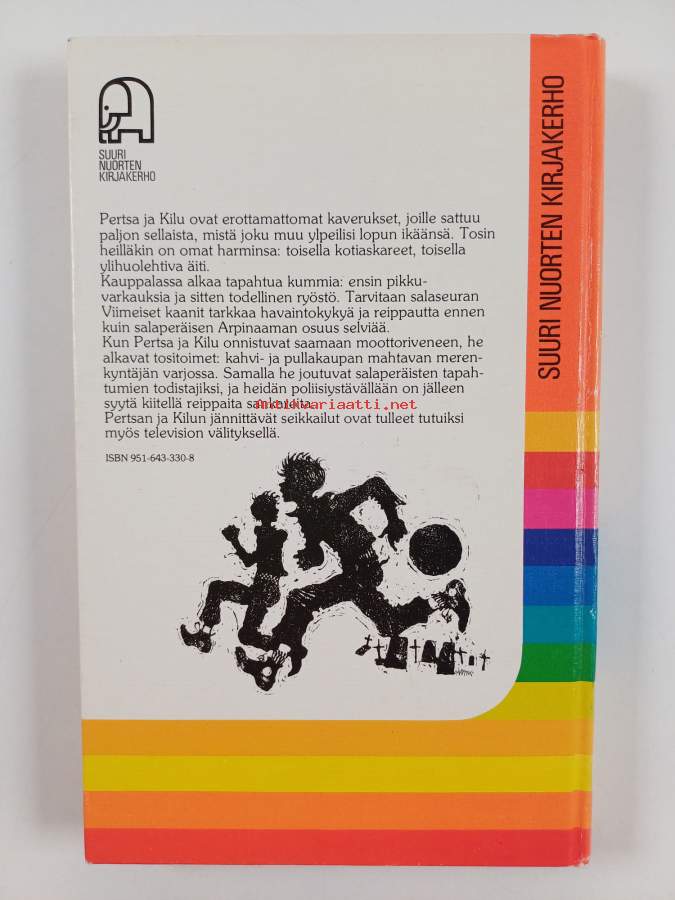 SUURI
NUORTEN
KIRJAKERHO
Pertsa ja Kilu ovat erottamattomat kaverukset, joille sattuu
paljon sellaista, mistä joku muu ylpeilisi lopun ikäänsä. Tosin
heilläkin on omat harminsa: toisella kotiaskareet, toisella
ylihuolehtiva äiti.
Kauppalassa alkaa tapahtua kummia: ensin pikku-
varkauksia ja sitten todellinen ryöstö. Tarvitaan salaseuran
Viimeiset kaanit tarkkaa havaintokykyä ja reippautta ennen
kuin salaperäisen Arpinaaman osuus selviää.
Kun Pertsa ja Kilu onnistuvat saamaan moottoriveneen, he
alkavat tositoimet: kahvi- ja pullakaupan mahtavan meren-
kyntäjän varjossa. Samalla he joutuvat salaperäisten tapah-
tumien todistajiksi, ja heidän poliisiystävällään on jälleen
syytä kiitellä reippaita
Antikvariaatti.net
Pertsan ja Kilun jännittävät seikkailut ovat tulleet tutuiksi
myös television välityksellä.
ISBN 951-643-330-8
SUURI NUORTEN KIRJAKERHO